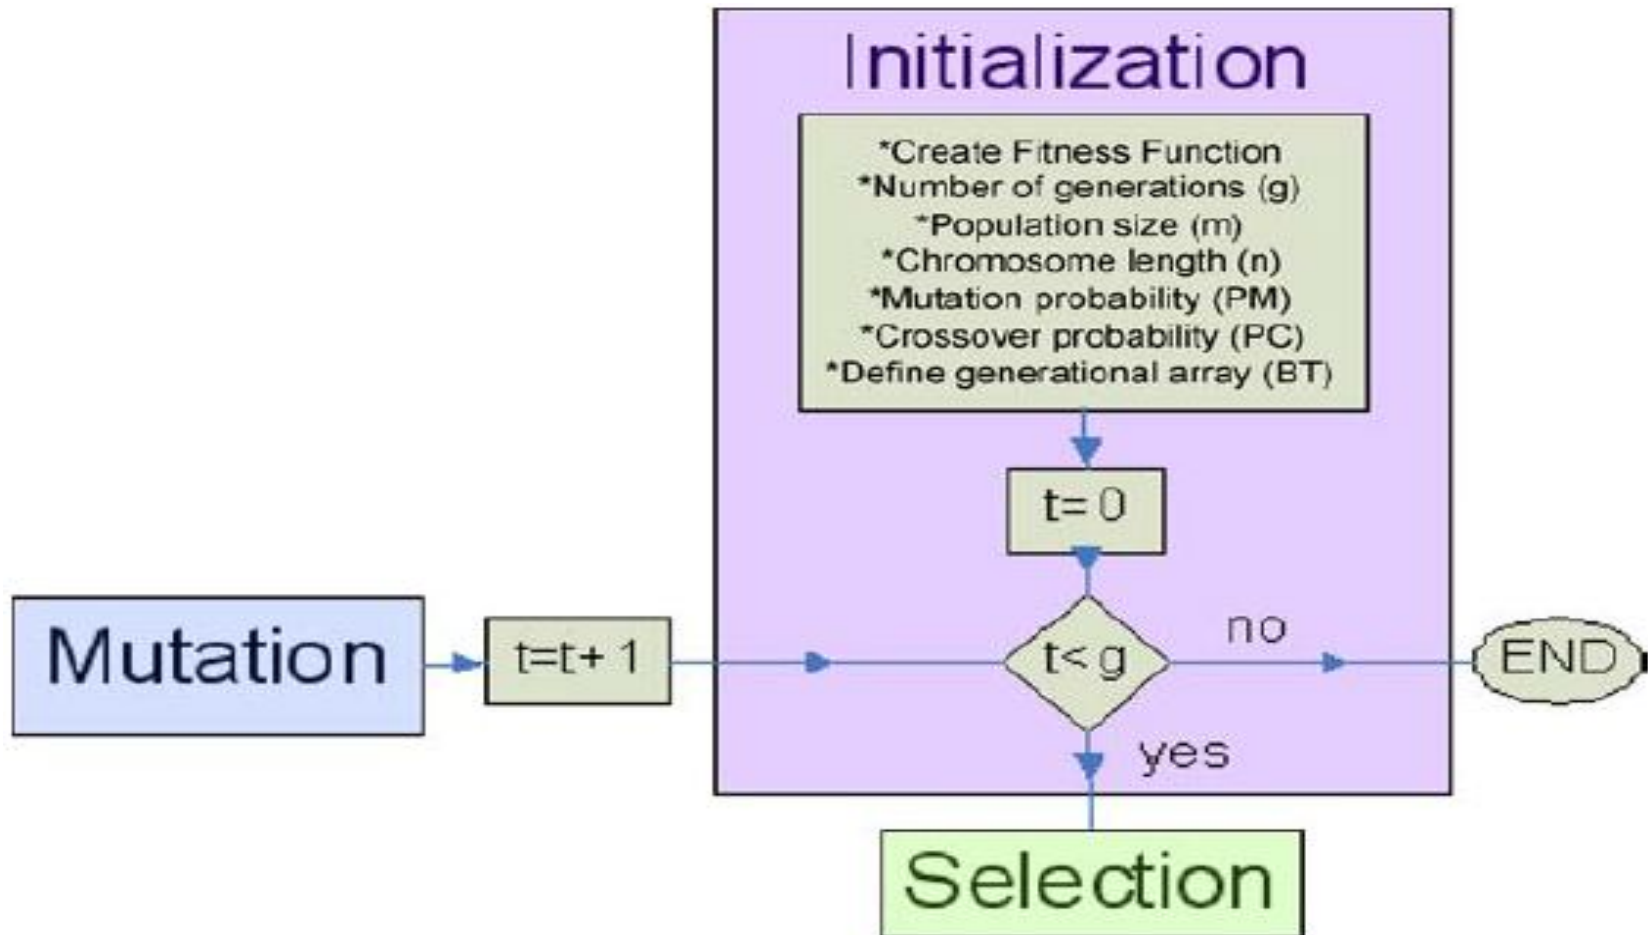 Initialization
*Create Fitness Function
*Number of generations (g)
*Population size (m)
*Chromosome length (n)
*Mutation probability (PM)
*Crossover probability (PC)
*Define generational array (BT)
t= 0
Mutation
t=t+ 1
t< g
no
END
yes
Selection